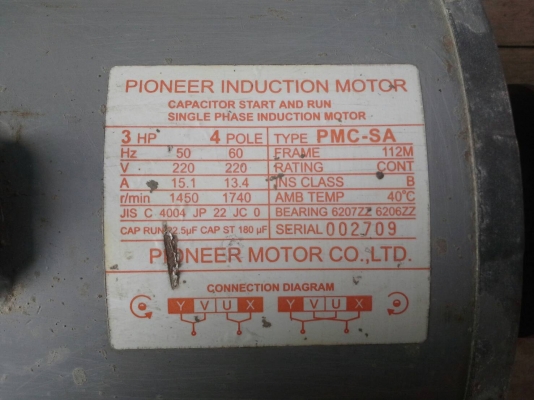 PIONEER INDUCTION MOTOR
CAPACITOR START AND RUN
SINGLE PHASE INDUCTION MOTOR
3 HP 4 POLE TYPE PMC-SA
Hz 50 60 FRAME 112M
V 220 220 RATING CONT
A 15.1 13.4 INS CLASS B
r/min 1450 1740 AMB TEMP 40°C
JIS C 4004 JP 22 JC 0 BEARING 6207ZZ 6206ZZ
CAP RUN 2.5µF CAP ST 180 µF SERIAL 002709
PIONEER MOTOR CO.,LTD.
CONNECTION DIAGRAM
Y V U X Y V U X